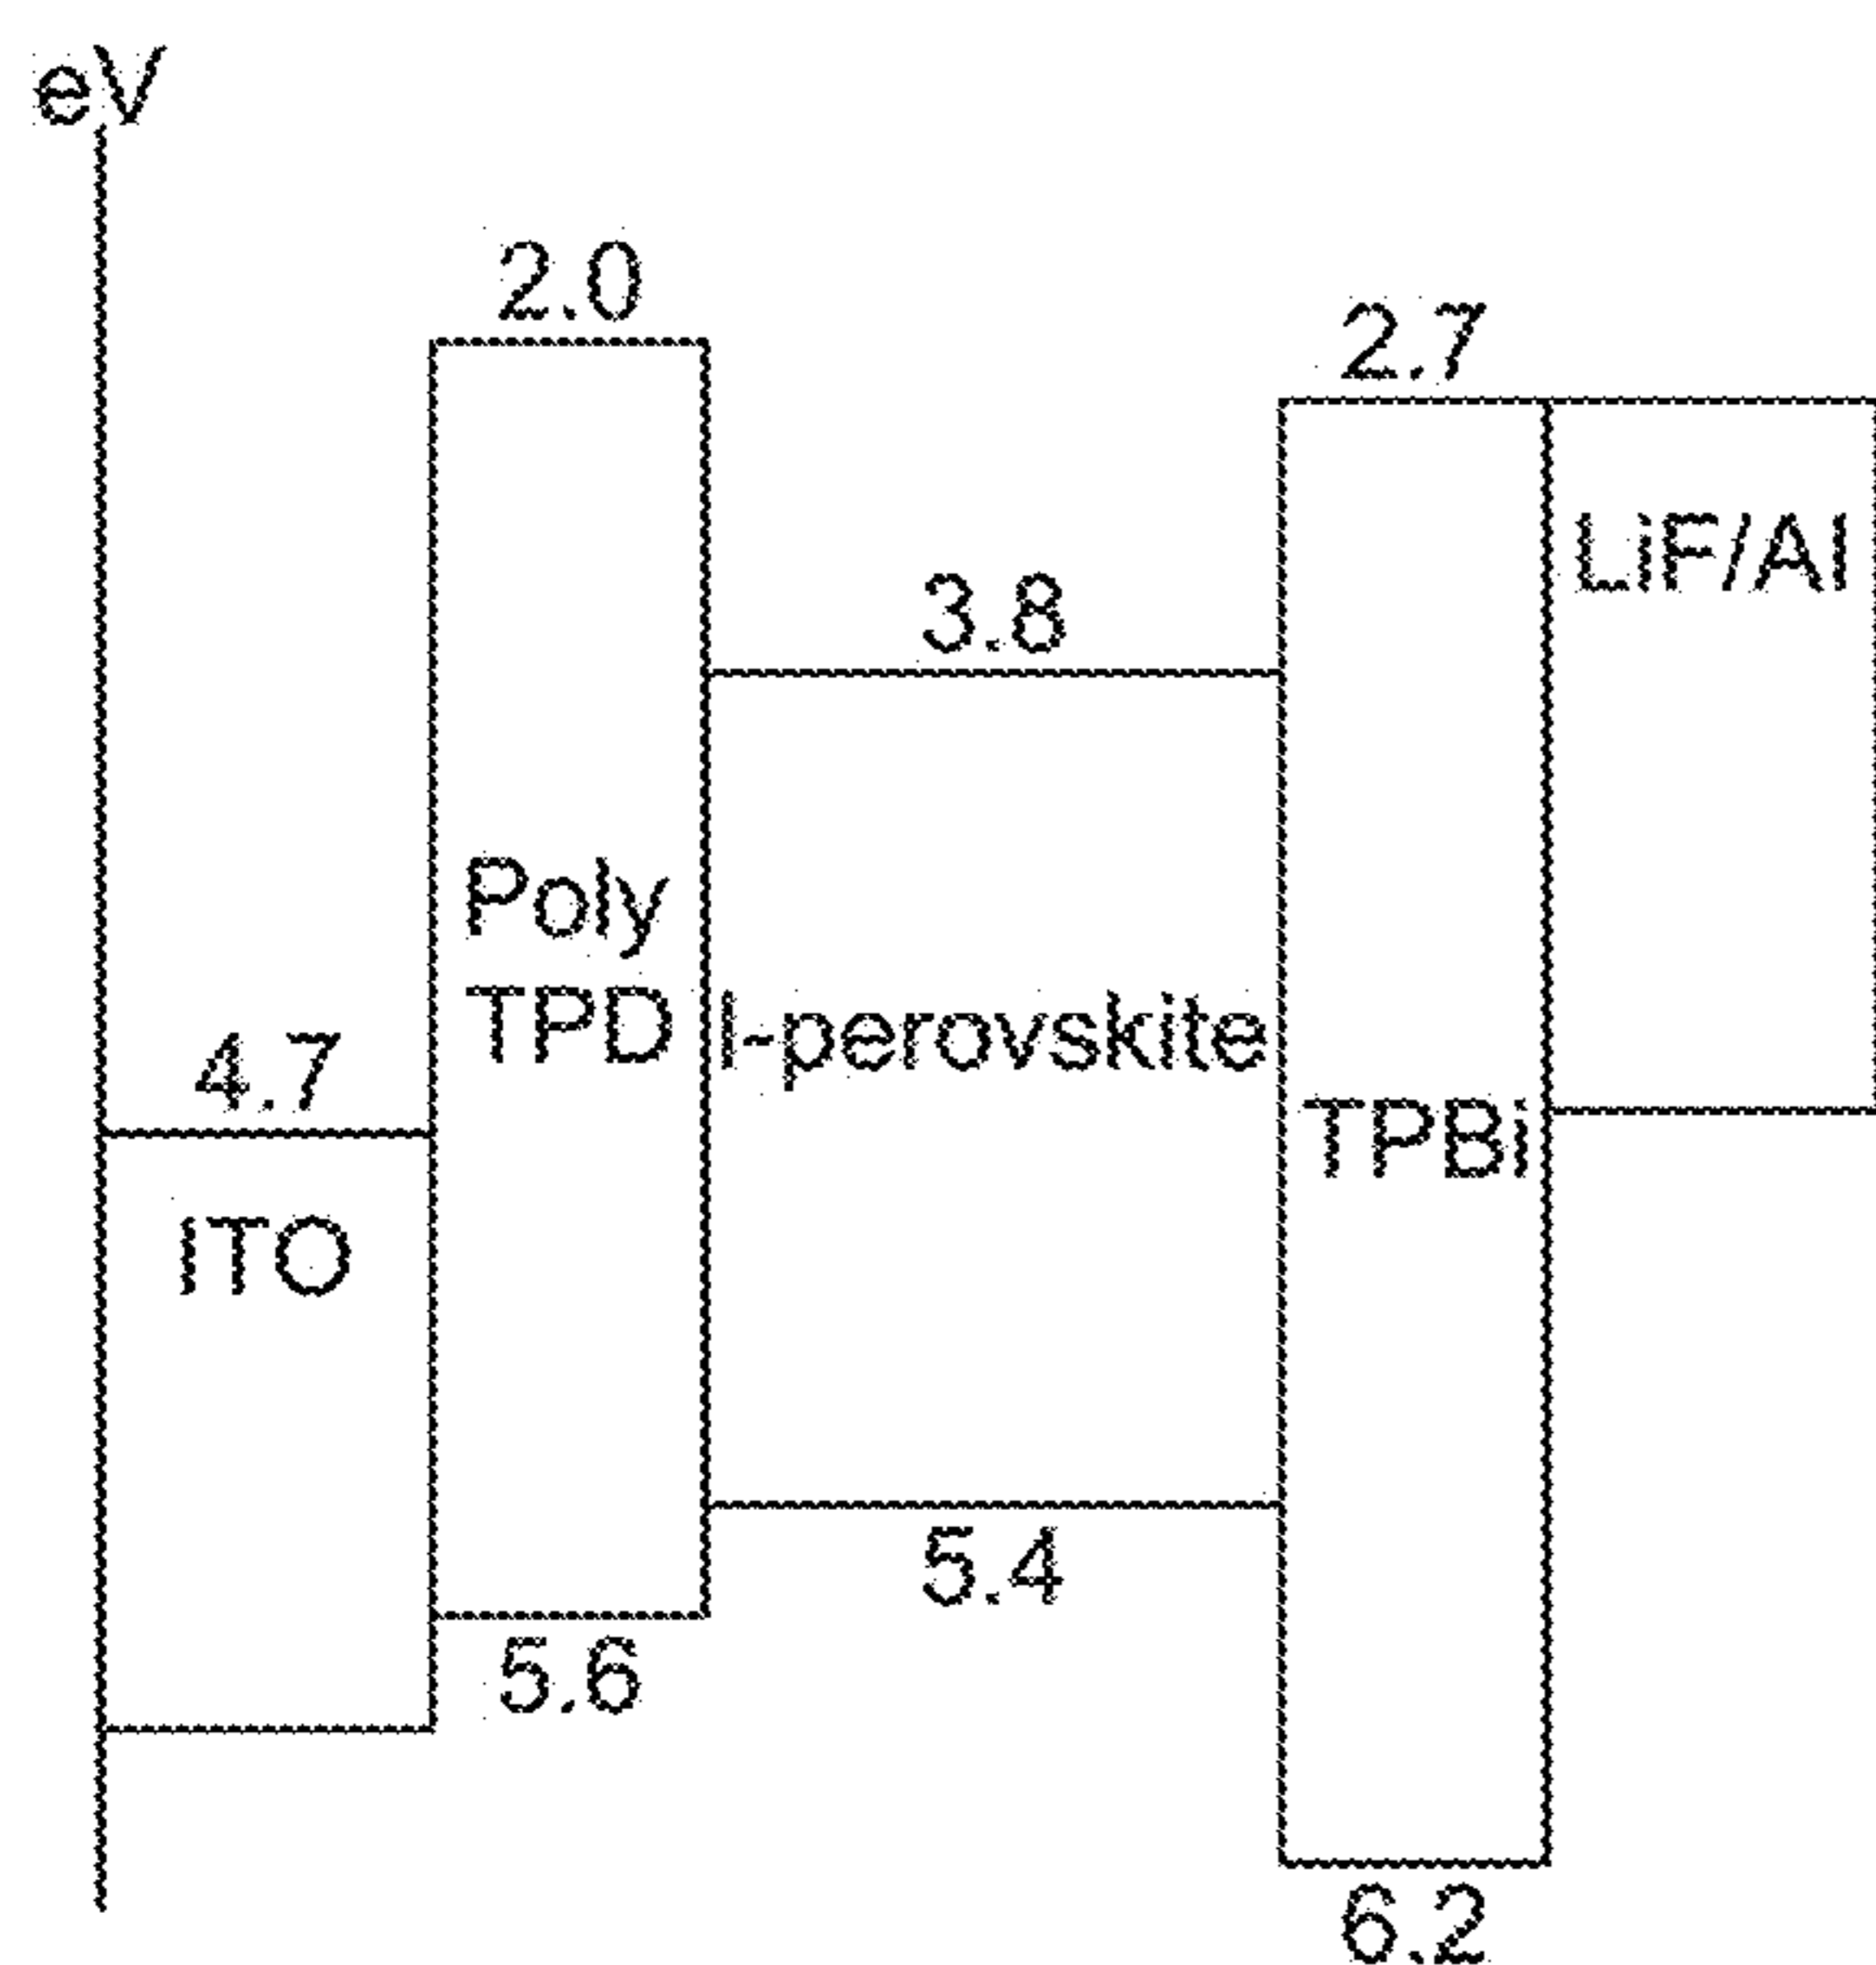 eV
2.0
2.7
LiF/Al
3.8
Poly
TPD
I-perovskite
4.7
TPBi
ITO
5.4
5.6
6.2